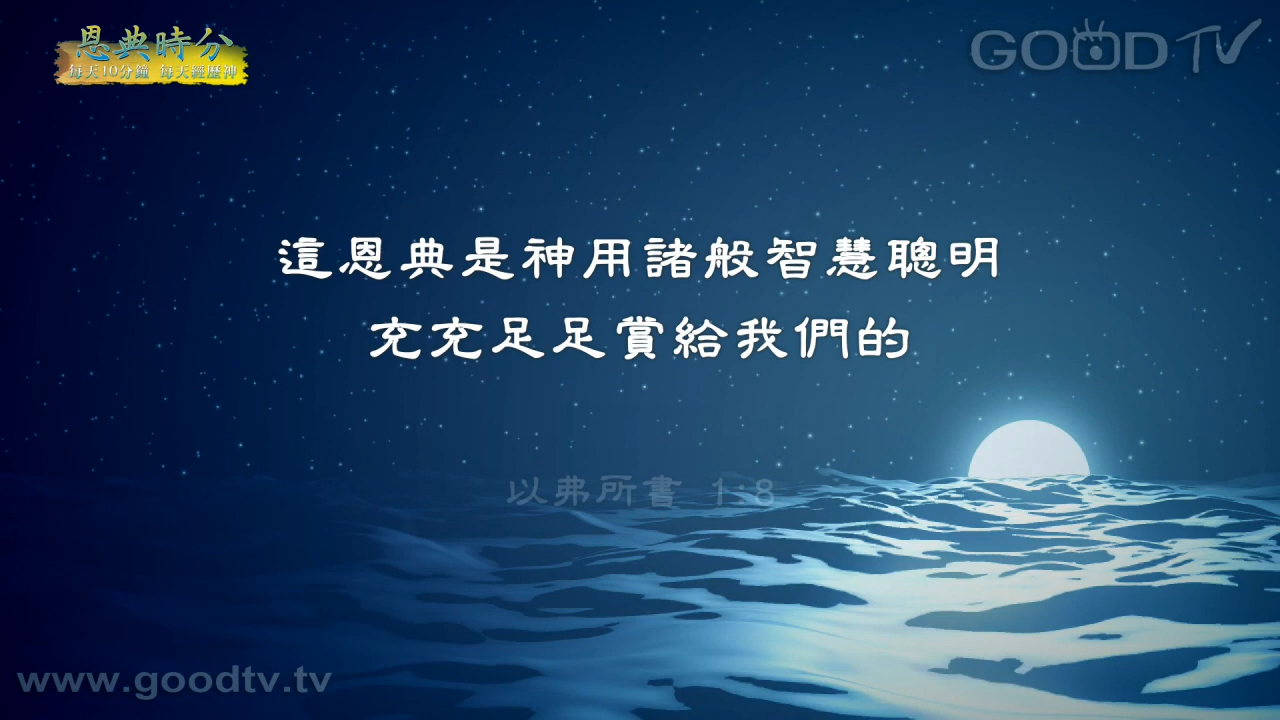 恩典時分
每天10分鐘 每天經歷神
GOOD TV
這恩典是神用諸般智慧聰明
充充足足賞給我們的
以弗所書 1:8
www.goodtv.tv